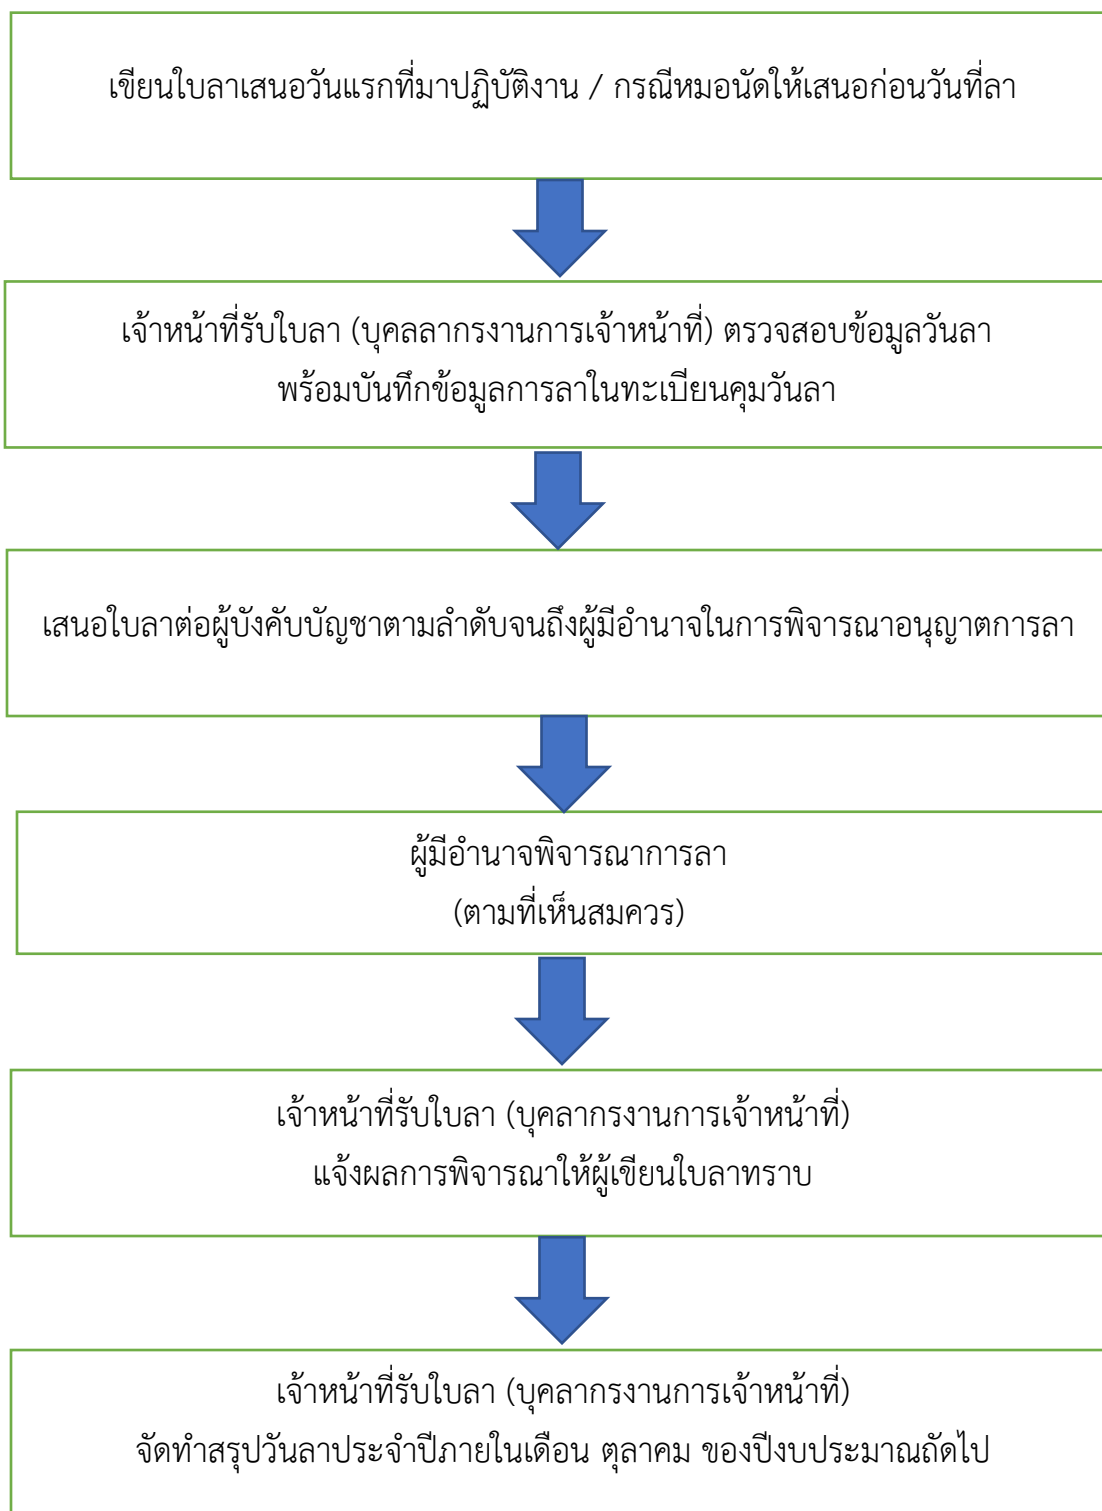 เขียนใบลาเสนอวันแรกที่มาปฏิบัติงาน / กรณีหมอนัดให้เสนอก่อนวันที่ลา
เจ้าหน้าที่รับใบลา (บุคลลากรงานการเจ้าหน้าที่) ตรวจสอบข้อมูลวันลา
พร้อมบันทึกข้อมูลการลาในทะเบียนคุมวันลา
เสนอใบลาต่อผู้บังคับบัญชาตามลำดับจนถึงผู้มีอำนาจในการพิจารณาอนุญาตการลา
ผู้มีอำนาจพิจารณาการลา
(ตามที่เห็นสมควร)
เจ้าหน้าที่รับใบลา (บุคลากรงานการเจ้าหน้าที่)
แจ้งผลการพิจารณาให้ผู้เขียนใบลาทราบ
เจ้าหน้าที่รับใบลา (บุคลากรงานการเจ้าหน้าที่)
จัดทำสรุปวันลาประจำปีภายในเดือน ตุลาคม ของปีงบประมาณถัดไป